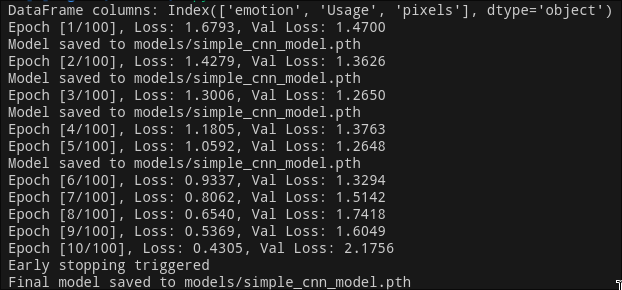 DataFrame columns: Index(['emotion', 'Usage', 'pixels'], dtype='object')
Epoch [1/100], Loss: 1.6793, Val Loss: 1.4700
Model saved to models/simple_cnn_model.pth
Epoch [2/100], Loss: 1.4279, Val Loss: 1.3626
Model saved to models/simple_cnn_model.pth
Epoch [3/100], Loss: 1.3006, Val Loss: 1.2650
Model saved to models/simple_cnn_model.pth
Epoch [4/100], Loss: 1.1805, Val Loss: 1.3763
Epoch [5/100], Loss: 1.0592, Val Loss: 1.2648
Model saved to models/simple_cnn_model.pth
Epoch [6/100], Loss: 0.9337, Val Loss: 1.3294
Epoch [7/100], Loss: 0.8062, Val Loss: 1.5142
Epoch [8/100], Loss: 0.6540, Val Loss: 1.7418
Epoch [9/100], Loss: 0.5369, Val Loss: 1.6049
Epoch [10/100], Loss: 0.4305, Val Loss: 2.1756
Early stopping triggered
Final model saved to models/simple_cnn_model.pth